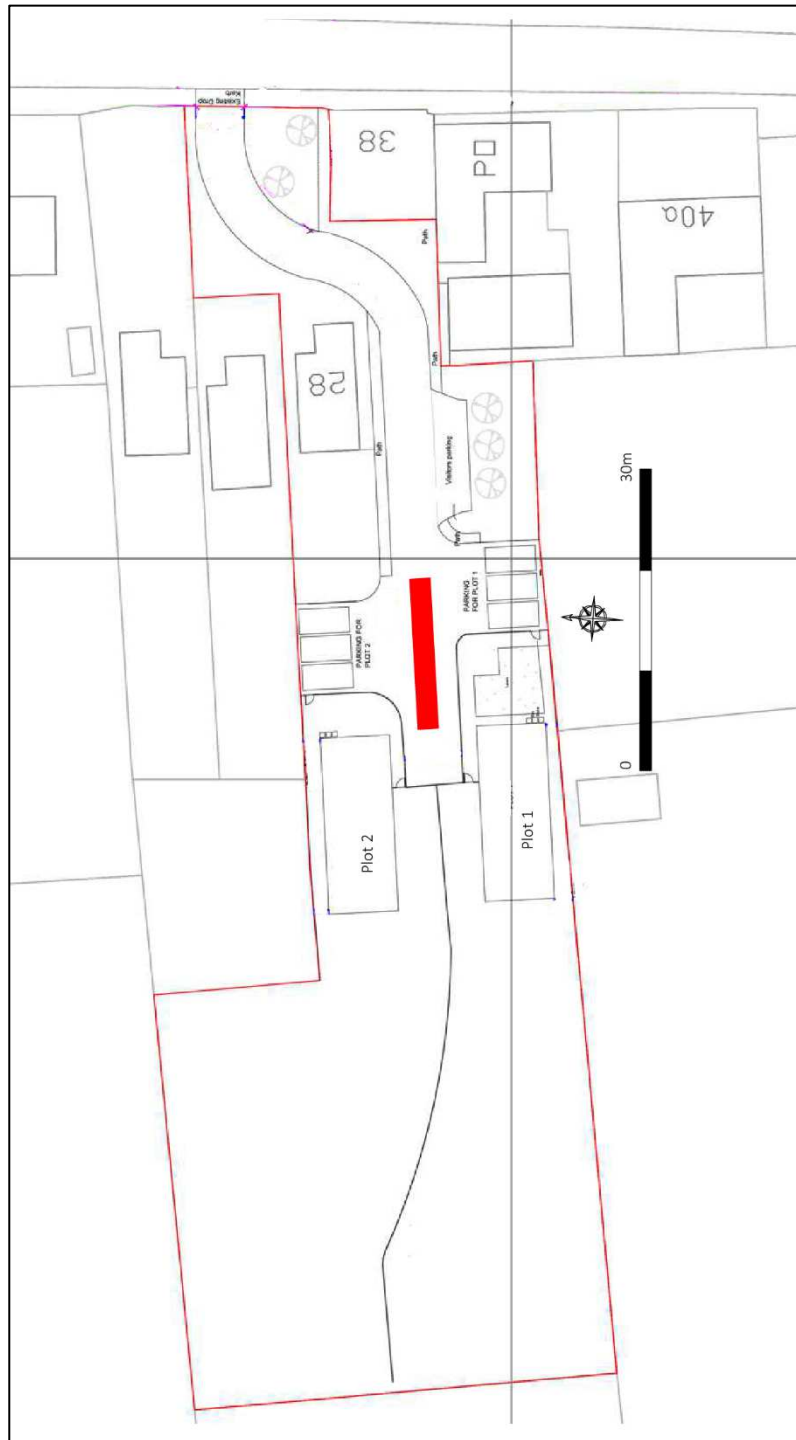 Existing Drop
Kerb
38
PO
40a
Path
28
Path
Path
Visitors parking
Path
30m
PARKING
FOR PLOT 1
PARKING FOR
PLOT 2
0
Plot 2
Plot 1